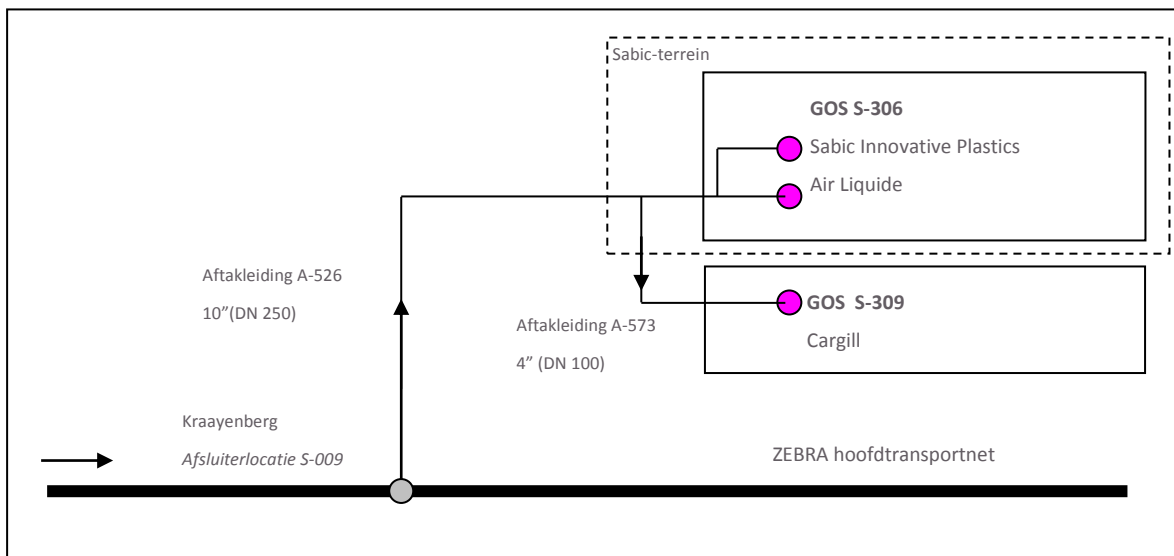 Sabic-terrein
GOS S-306
Sabic Innovative Plastics
Air Liquide
Aftakleiding A-526
10”(DN 250)
GOS S-309
Cargill
Aftakleiding A-573
4” (DN 100)
Kraayenberg
Afsluiterlocatie S-009
ZEBRA hoofdtransportnet